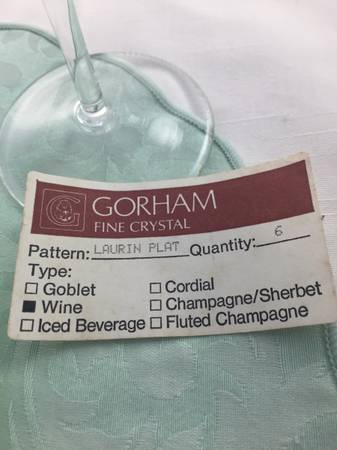 GORHAM
FINE CRYSTAL
Pattern: LAURIN PLAT Quantity: 6
Type:
Goblet Cordial
Wine Champagne/Sherbet
Iced Beverage Fluted Champagne